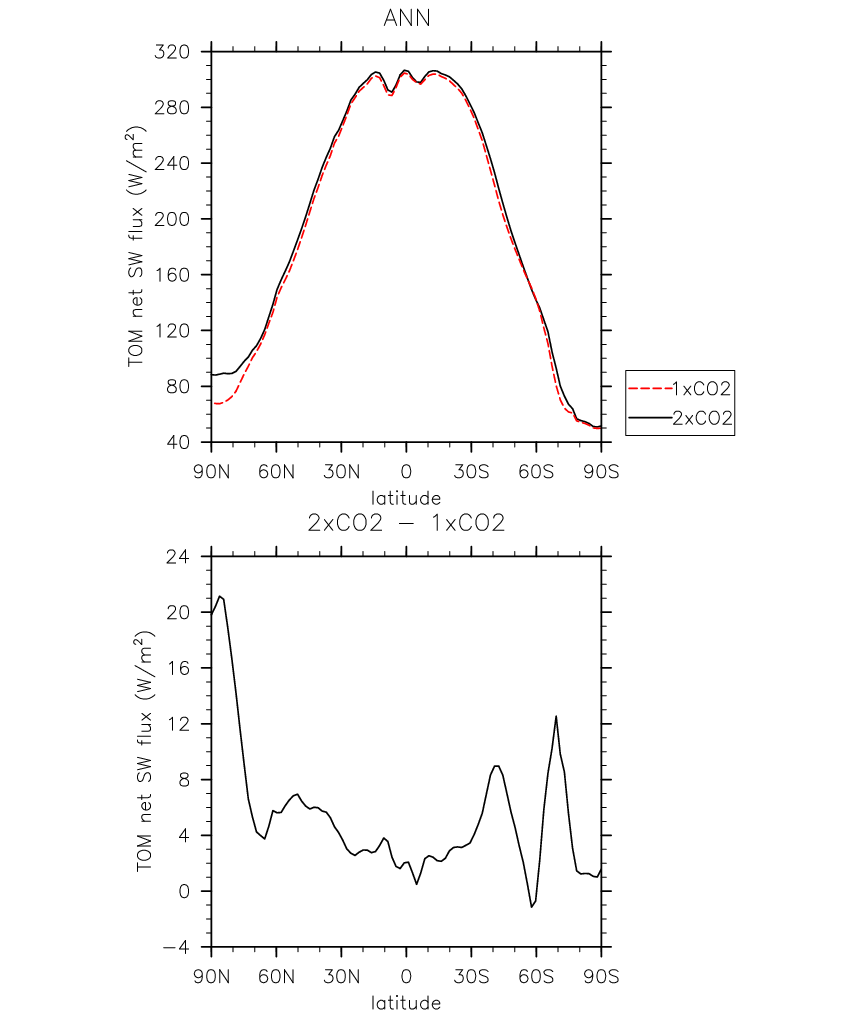 ANN
TOM net SW flux (W/m²)
320
280
240
200
160
120
80
40
90N 60N 30N 0 30S 60S 90S
latitude
1xCO2
2xCO2
2xCO2 − 1xCO2
TOM net SW flux (W/m²)
24
20
16
12
8
4
0
−4
90N 60N 30N 0 30S 60S 90S
latitude